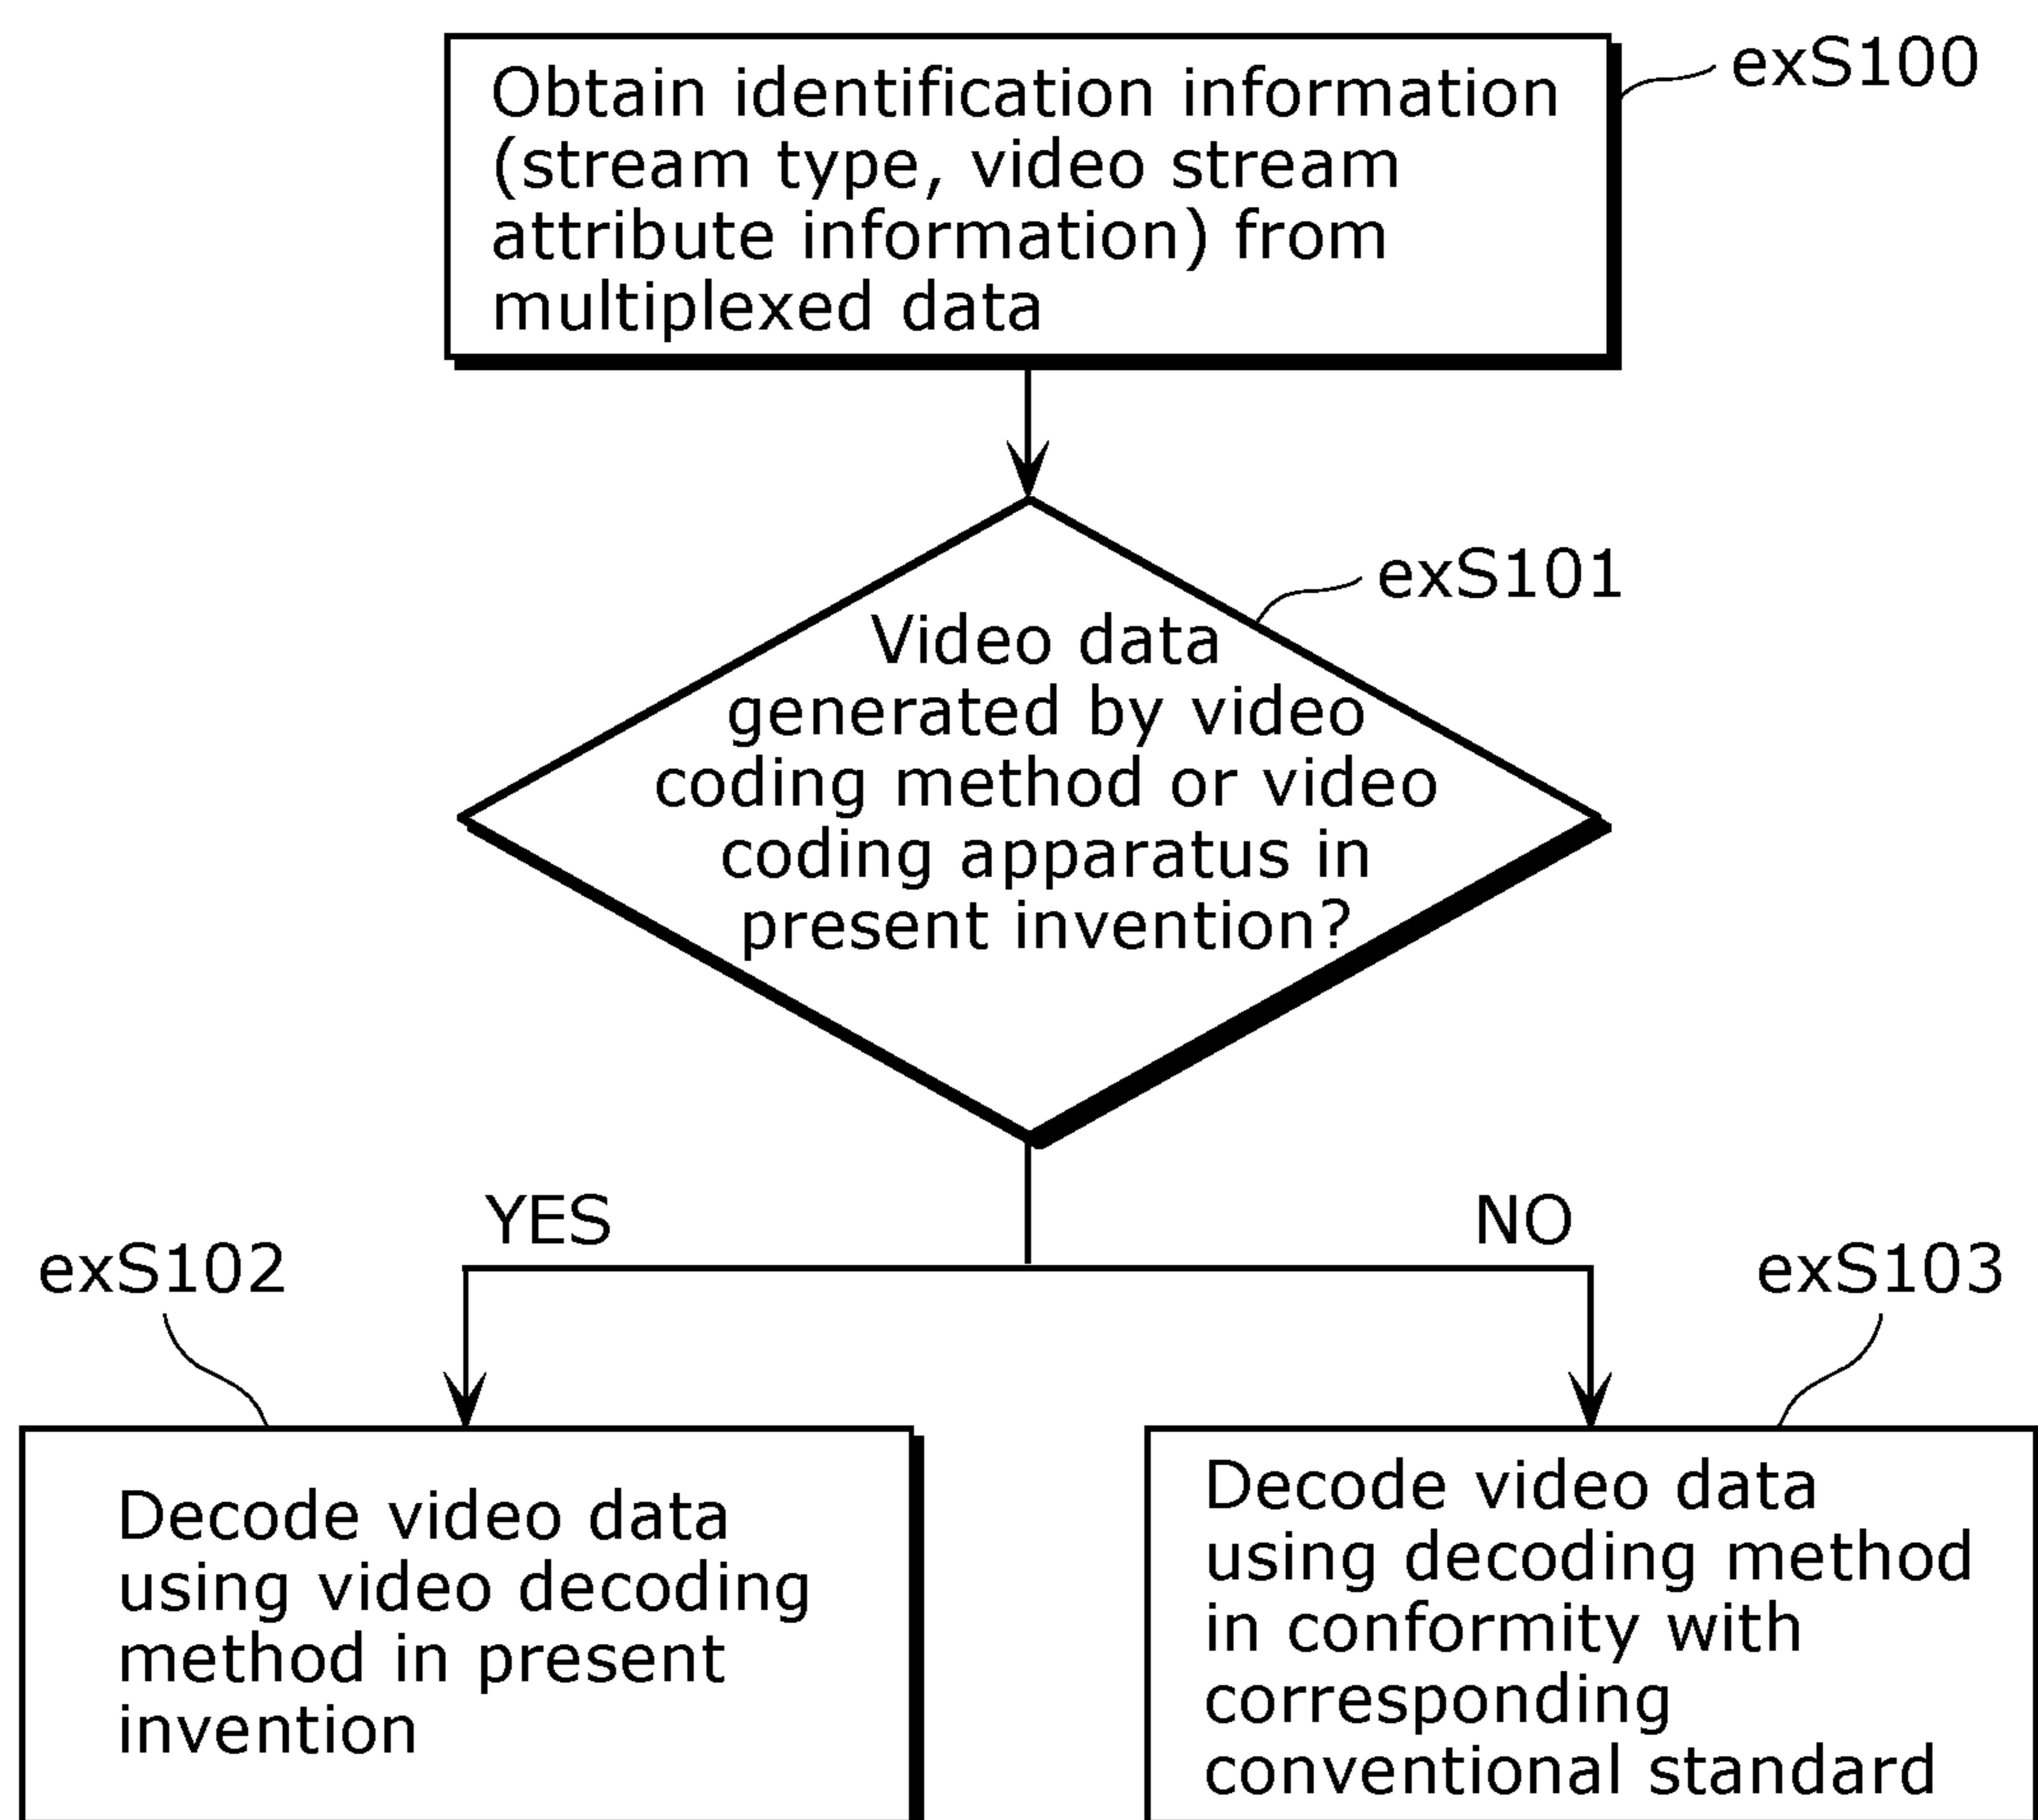 Obtain identification information
(stream type, video stream
attribute information) from
multiplexed data
exS100
exS101
Video data
generated by video
coding method or video
coding apparatus in
present invention?
YES
NO
exS102
exS103
Decode video data
using video decoding
method in present
invention
Decode video data
using decoding method
in conformity with
corresponding
conventional standard